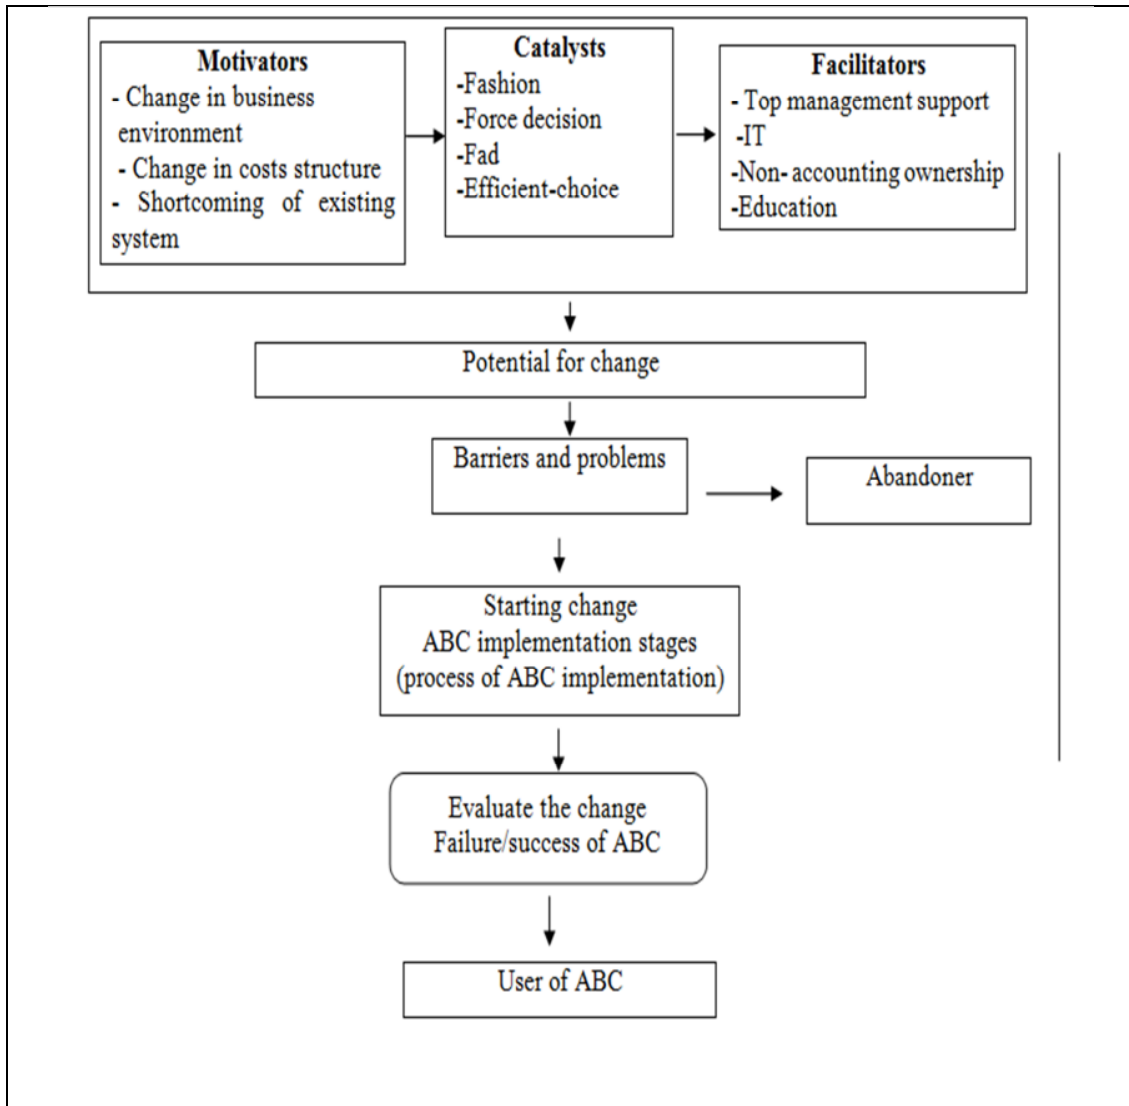 Motivators
- Change in business
environment
- Change in costs structure
- Shortcoming of existing
system
Catalysts
-Fashion
-Force decision
-Fad
-Efficient-choice
Facilitators
- Top management support
-IT
-Non- accounting ownership
-Education
Potential for change
Barriers and problems
Abandoner
Starting change
ABC implementation stages
(process of ABC implementation)
Evaluate the change
Failure/success of ABC
User of ABC